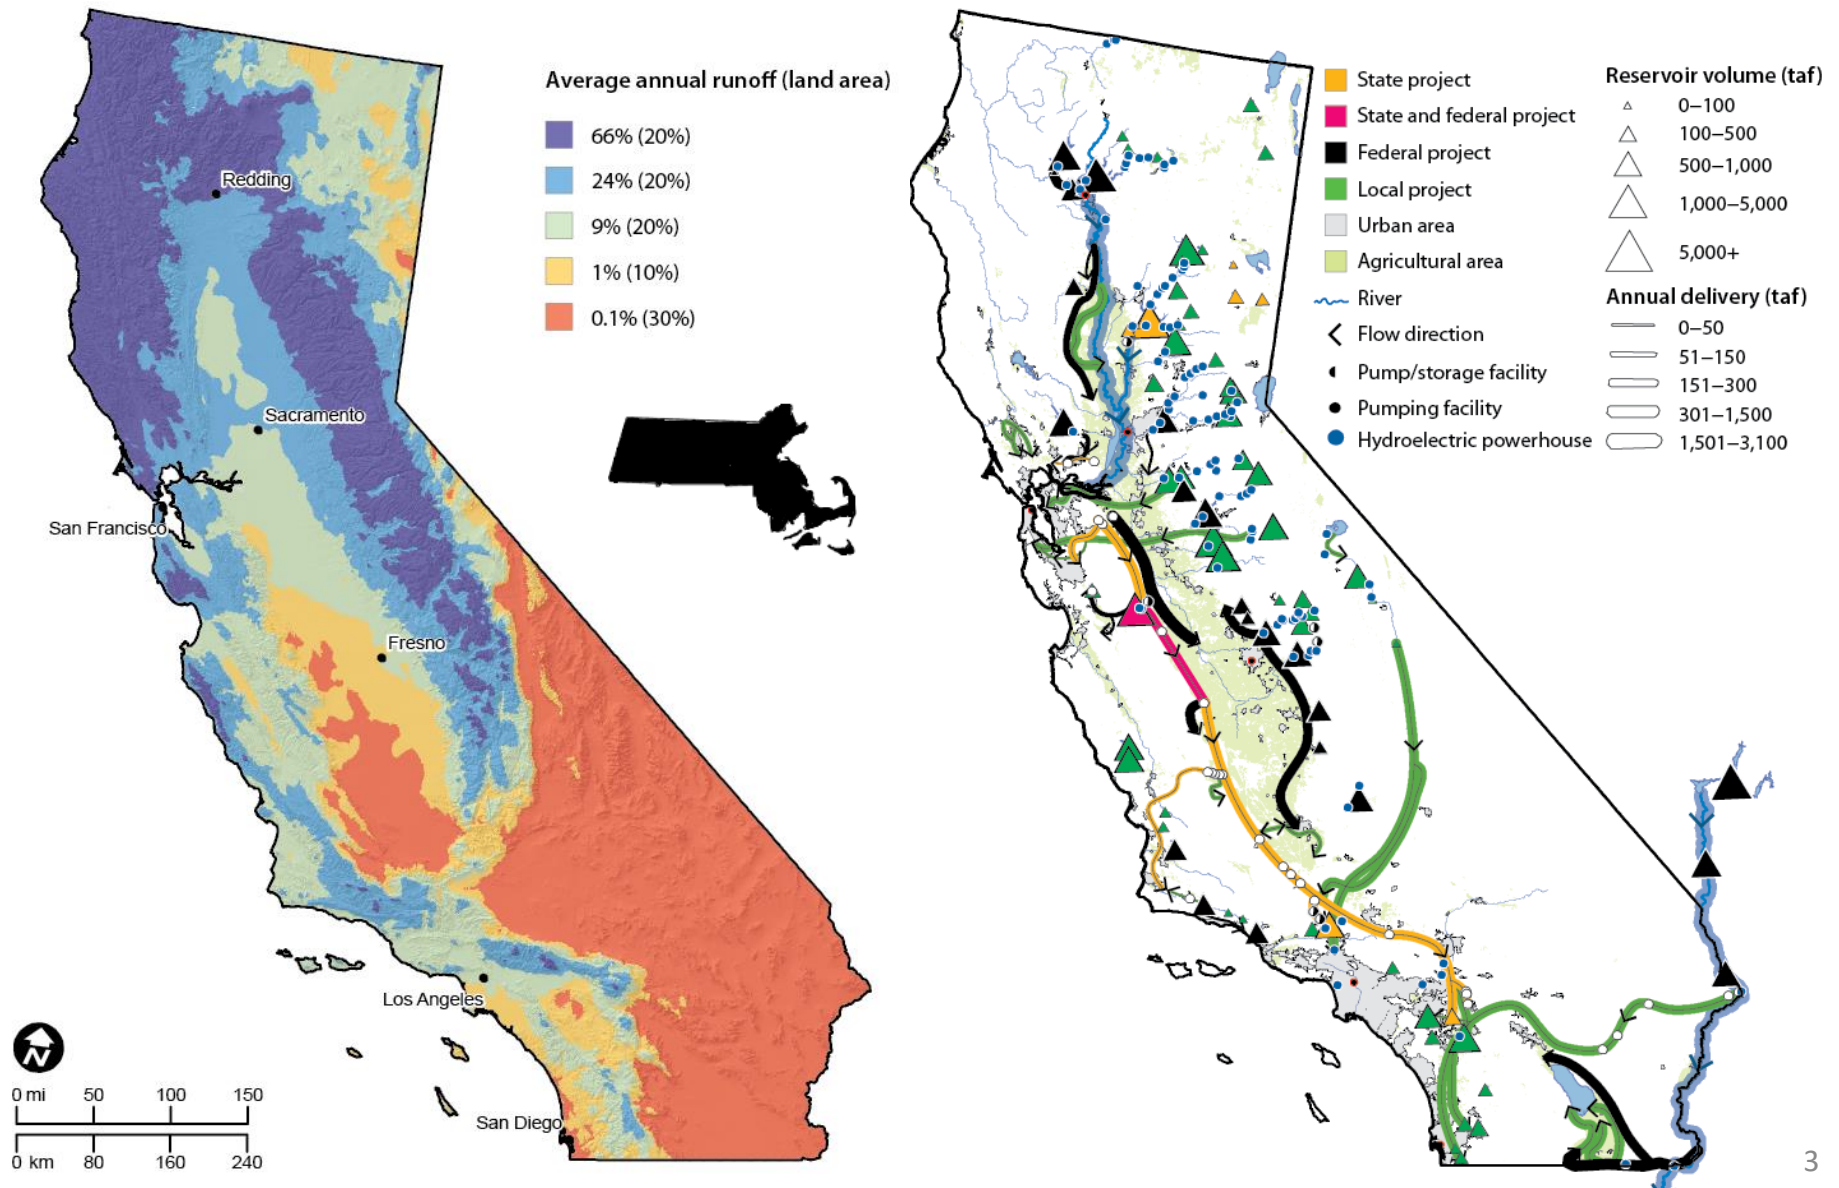 Average annual runoff (land area)
66% (20%)
24% (20%)
9% (20%)
1% (10%)
0.1% (30%)
Redding
Sacramento
San Francisco
Fresno
Los Angeles
San Diego
N
0 mi 50 100 150
0 km 80 160 240
State project
State and federal project
Federal project
Local project
Urban area
Agricultural area
River
Flow direction
Pump/storage facility
Pumping facility
Hydroelectric powerhouse
Reservoir volume (taf)
0–100
100–500
500–1,000
1,000–5,000
5,000+
Annual delivery (taf)
0–50
51–150
151–300
301–1,500
1,501–3,100
3